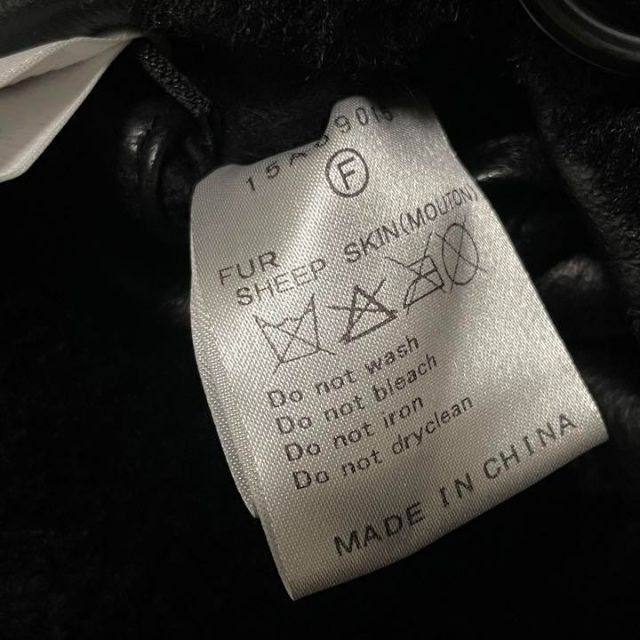 Ⓕ
FUR
SHEEP SKIN(MOUTON)
Do not wash
Do not bleach
Do not iron
Do not dryclean
MADE IN CHINA